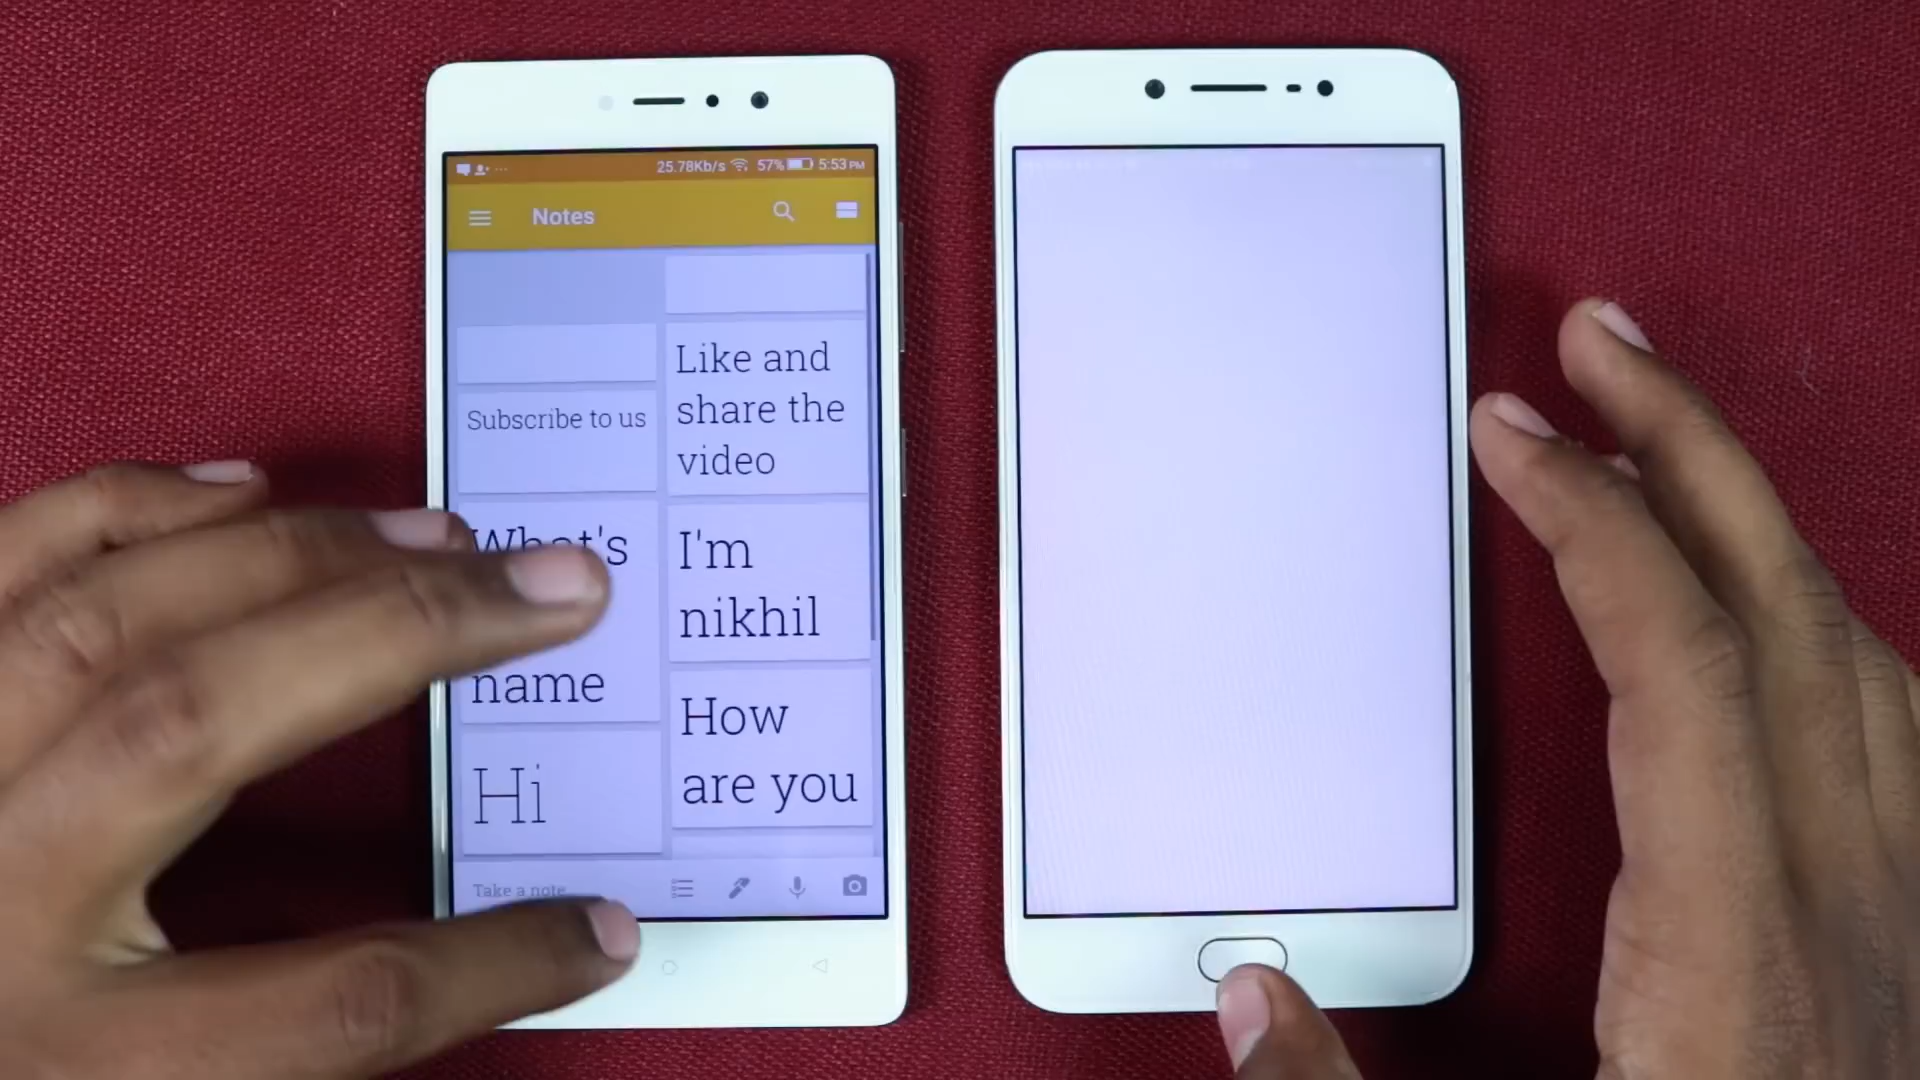 25.78Kb/s 57% 5:53 PM
Notes
Subscribe to us
Like and
share the
video
What's
name
I'm
nikhil
Hi
How
are you
Take a note